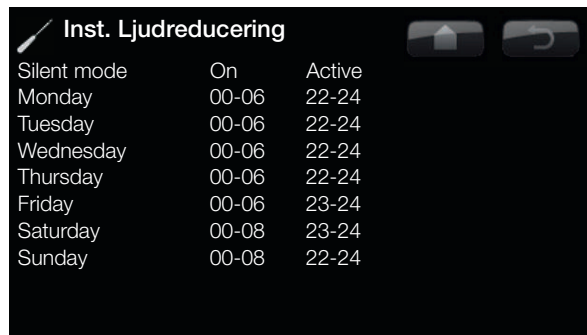 Inst. Ljudreducering
Silent mode On Active
Monday 00-06 22-24
Tuesday 00-06 22-24
Wednesday 00-06 22-24
Thursday 00-06 22-24
Friday 00-06 23-24
Saturday 00-08 23-24
Sunday 00-08 22-24